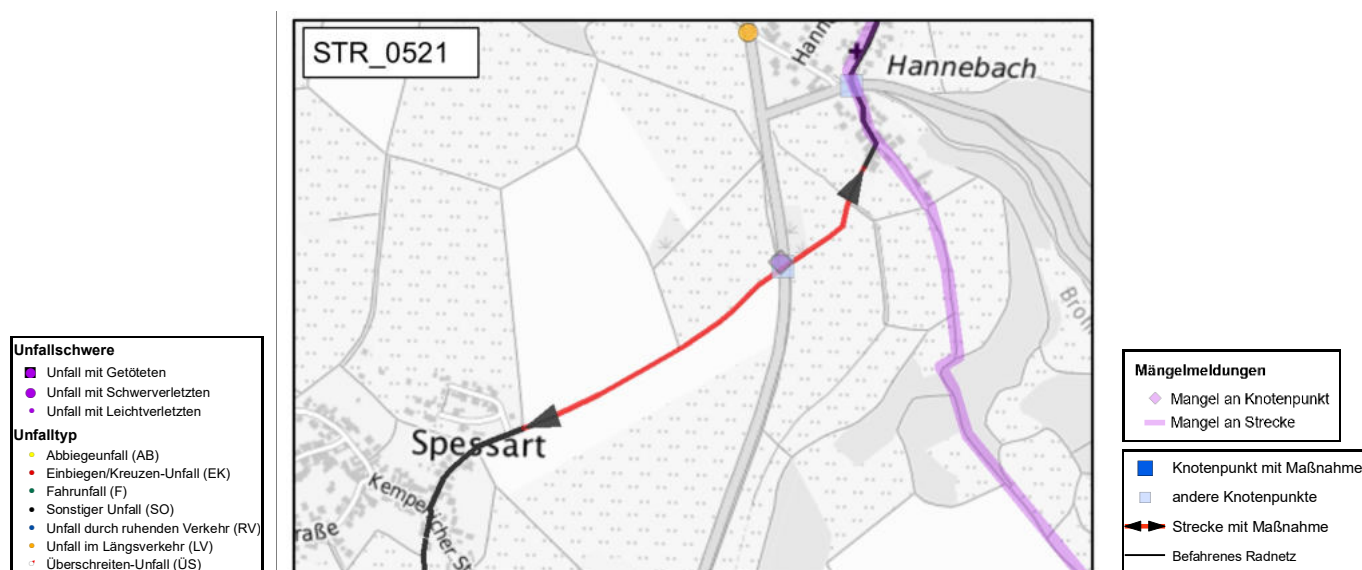 STR_0521
Hanne
Hannebach
Broh
Spessart
Kempenicher St
raße
Unfallschwere
Unfall mit Getöteten
Unfall mit Schwerverletzten
Unfall mit Leichtverletzten
Unfalltyp
Abbiegeunfall (AB)
Einbiegen/Kreuzen-Unfall (EK)
Fahrunfall (F)
Sonstiger Unfall (SO)
Unfall durch ruhenden Verkehr (RV)
Unfall im Längsverkehr (LV)
Überschreiten-Unfall (ÜS)
Mängelmeldungen
Mangel an Knotenpunkt
Mangel an Strecke
Knotenpunkt mit Maßnahme
andere Knotenpunkte
Strecke mit Maßnahme
Befahrenes Radnetz